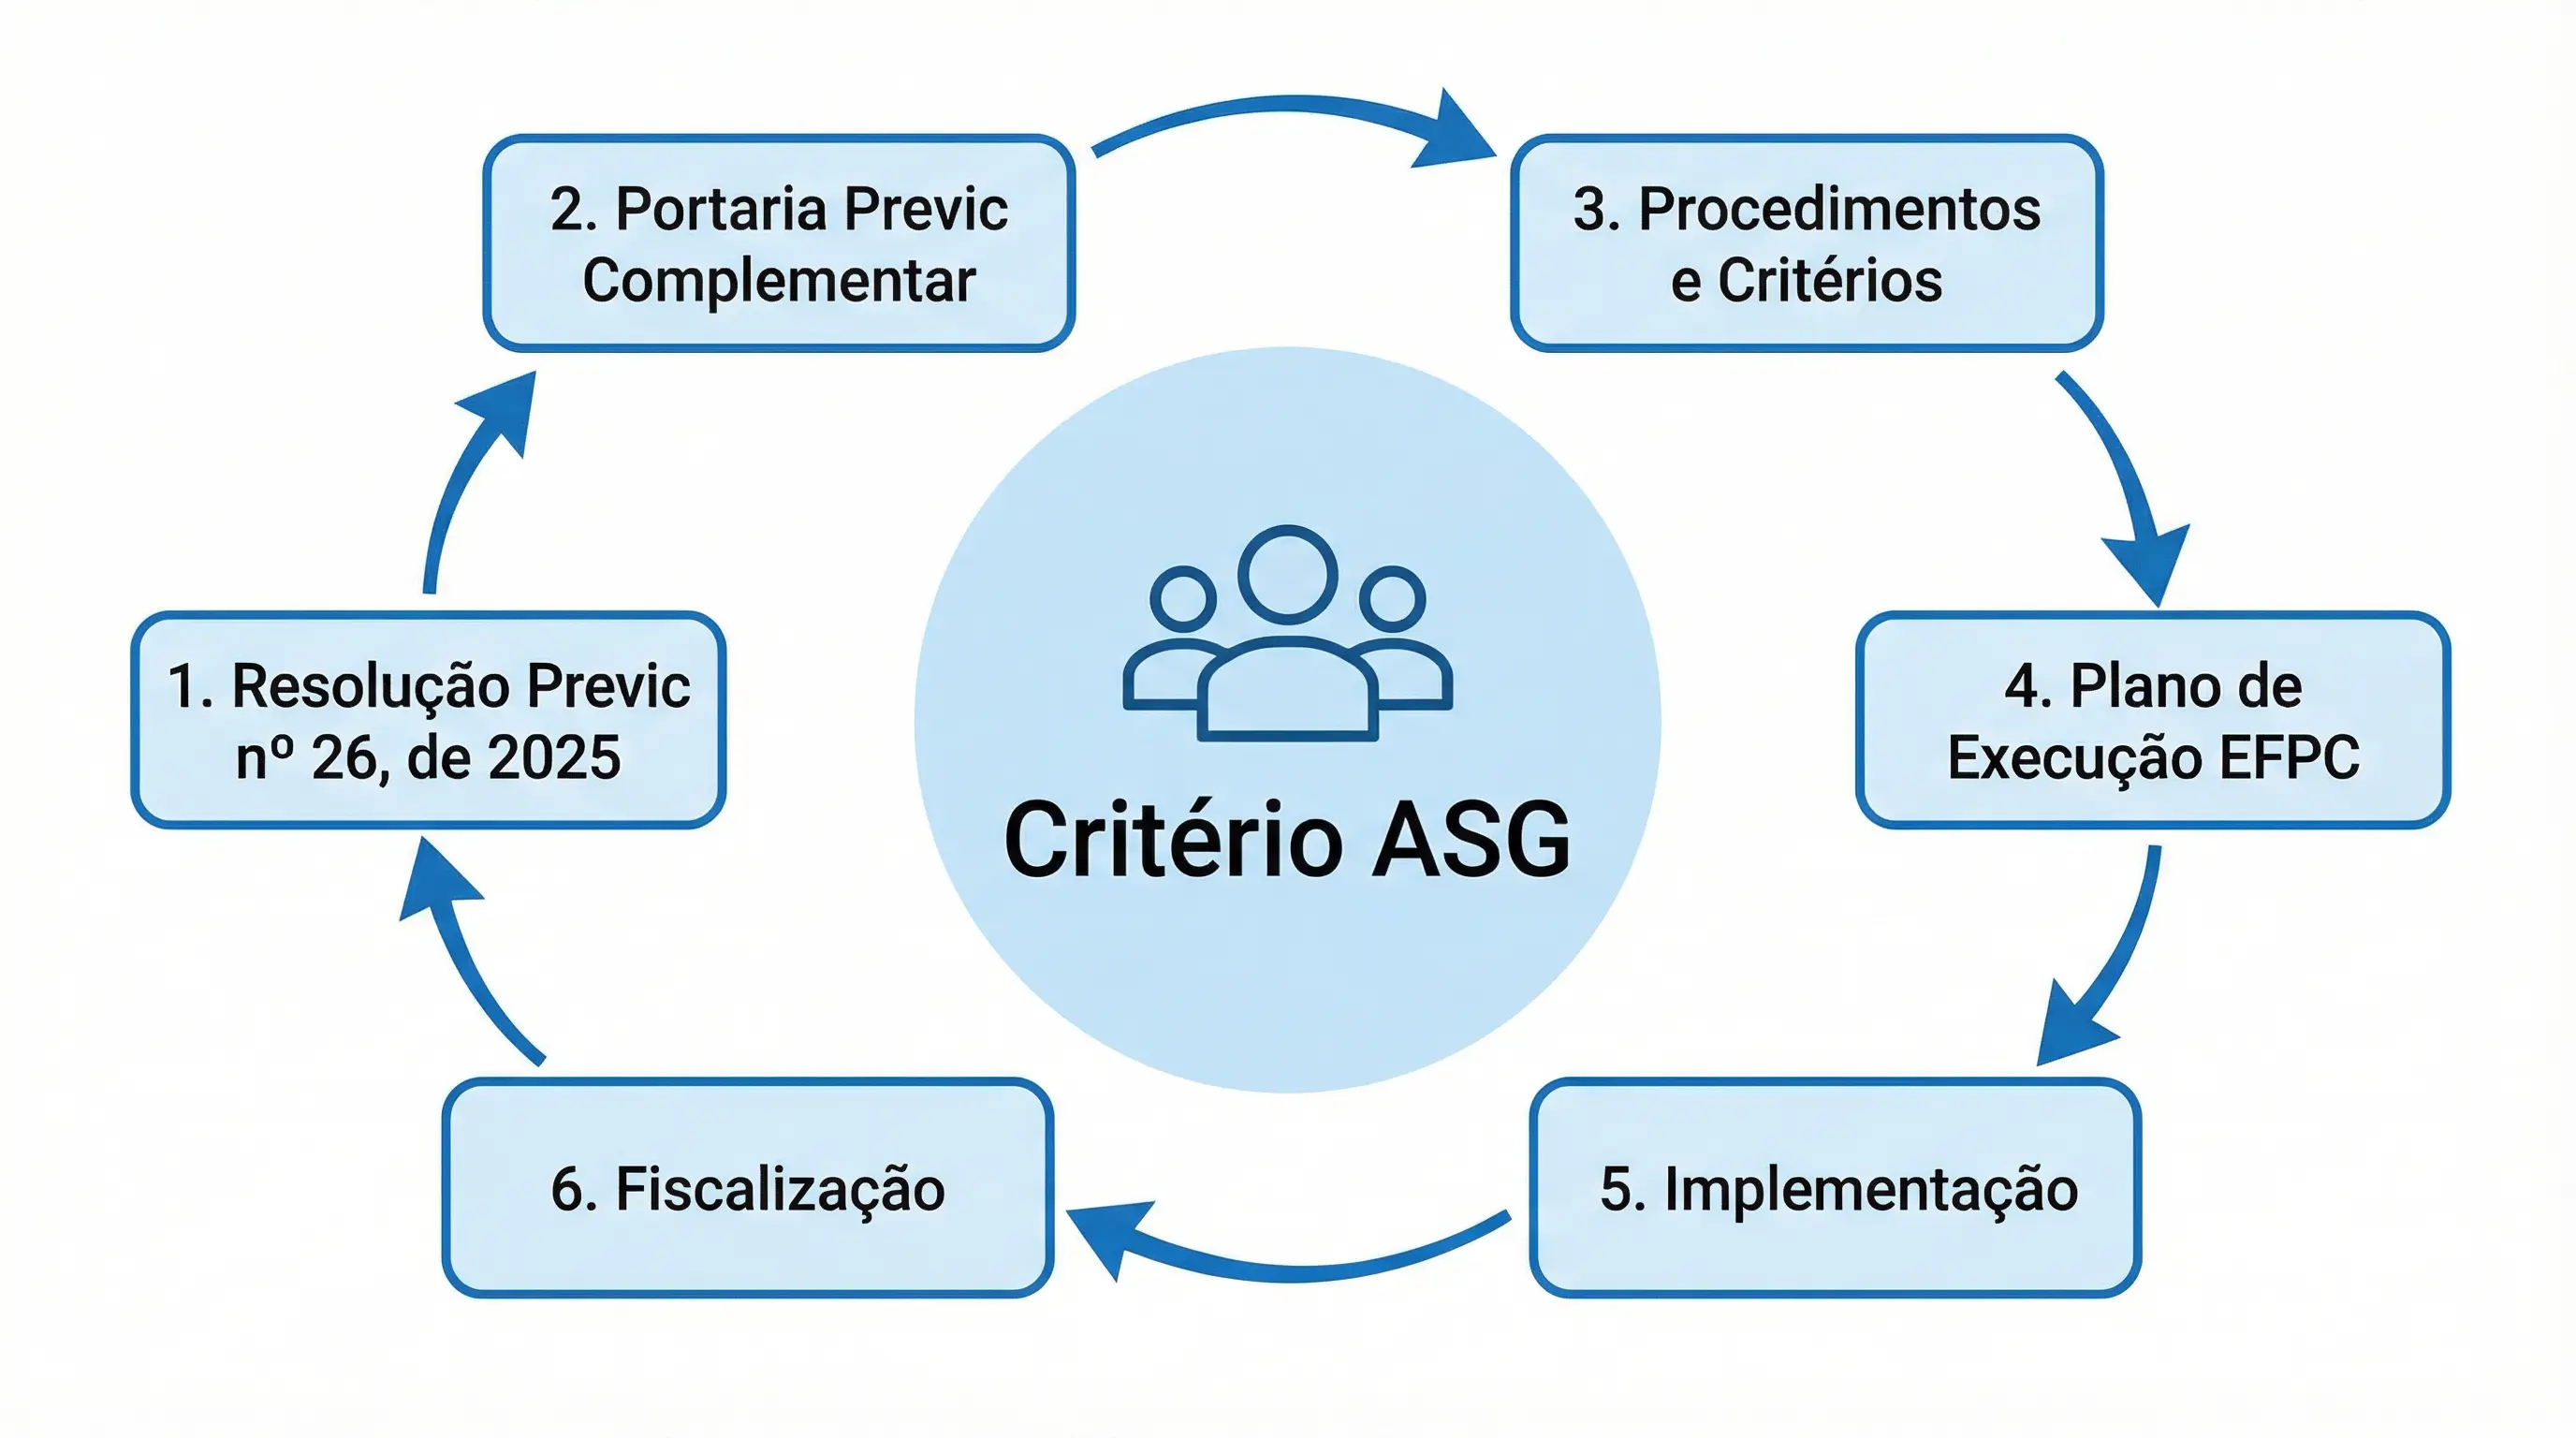 1. Resolução Previc
nº 26, de 2025
2. Portaria Previc
Complementar
3. Procedimentos
e Critérios
4. Plano de
Execução EFPC
5. Implementação
6. Fiscalização
Critério ASG